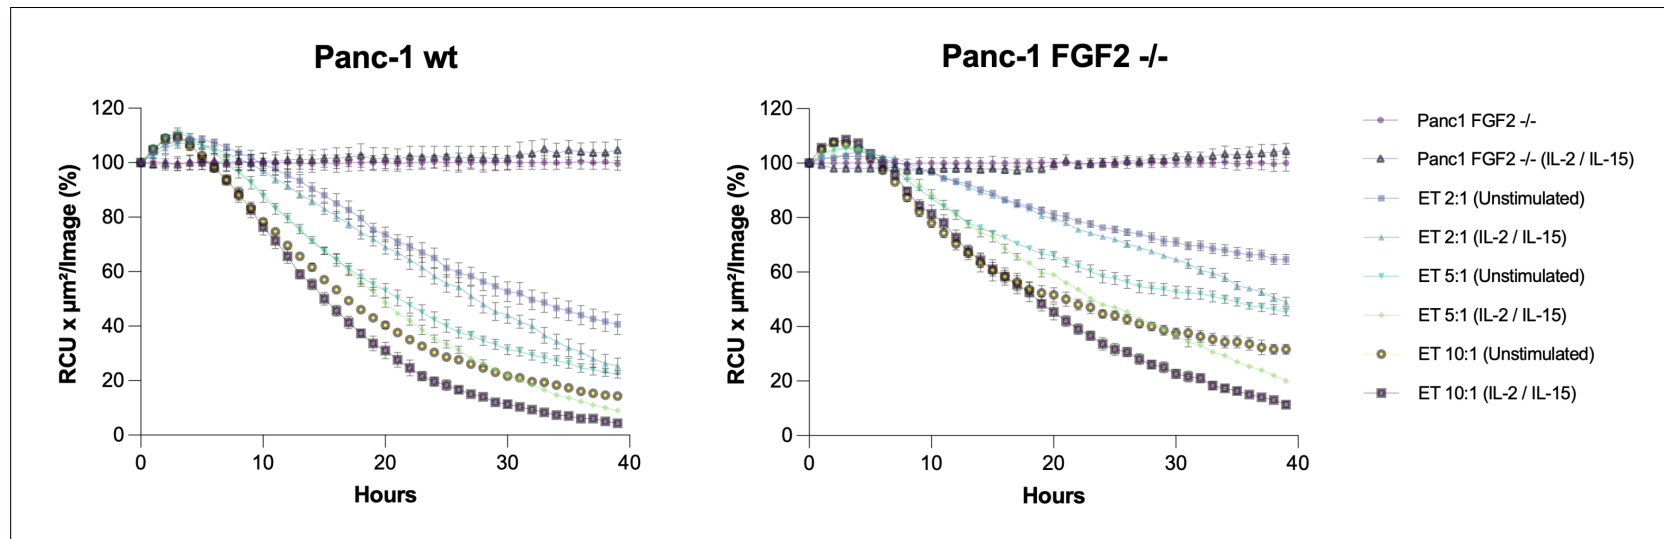 Panc-1 wt
RCU x µm²/Image (%)
120
100
80
60
40
20
0
0 10 20 30 40
Hours
Panc-1 FGF2 -/-
RCU x µm²/Image (%)
120
100
80
60
40
20
0
0 10 20 30 40
Hours
Panc1 FGF2 -/-
Panc1 FGF2 -/- (IL-2 / IL-15)
ET 2:1 (Unstimulated)
ET 2:1 (IL-2 / IL-15)
ET 5:1 (Unstimulated)
ET 5:1 (IL-2 / IL-15)
ET 10:1 (Unstimulated)
ET 10:1 (IL-2 / IL-15)